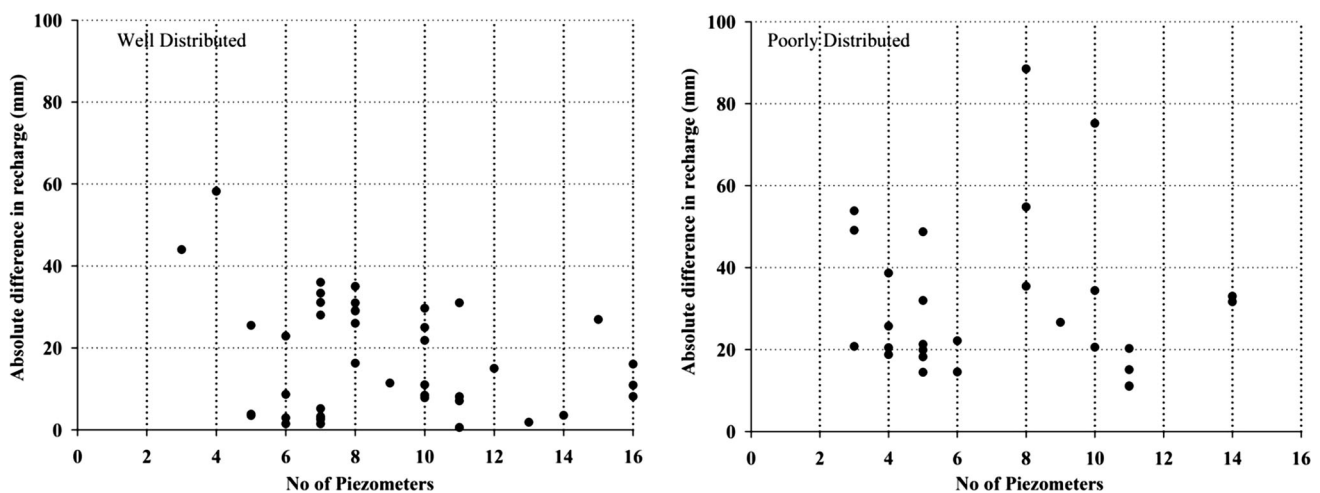 Well Distributed
Absolute difference in recharge (mm)
100
80
60
40
20
0
0 2 4 6 8 10 12 14 16
No of Piezometers
Poorly Distributed
Absolute difference in recharge (mm)
100
80
60
40
20
0
0 2 4 6 8 10 12 14 16
No of Piezometers